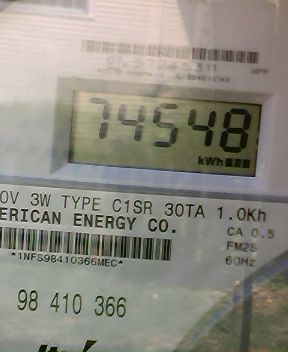 74548
kWh
0V 3W TYPE C1SR 30TA 1.0Kh
ERICAN ENERGY CO.
CA 0.5
FM2S
60Hz
*1NFS98410366MEC*
98 410 366